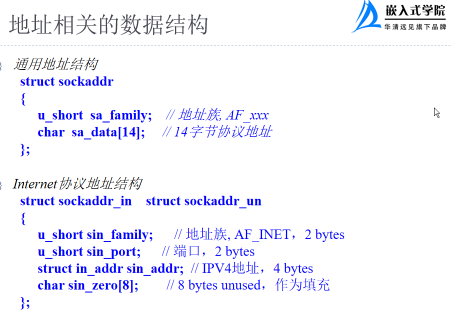 地址相关的数据结构
嵌入式学院
华清远见旗下品牌
通用地址结构
struct sockaddr
{
u_short sa_family; // 地址族, AF_xxx
char sa_data[14]; // 14字节协议地址
};
Internet协议地址结构
struct sockaddr_in struct sockaddr_un
{
u_short sin_family; // 地址族, AF_INET，2 bytes
u_short sin_port; // 端口，2 bytes
struct in_addr sin_addr; // IPV4地址，4 bytes
char sin_zero[8]; // 8 bytes unused，作为填充
};